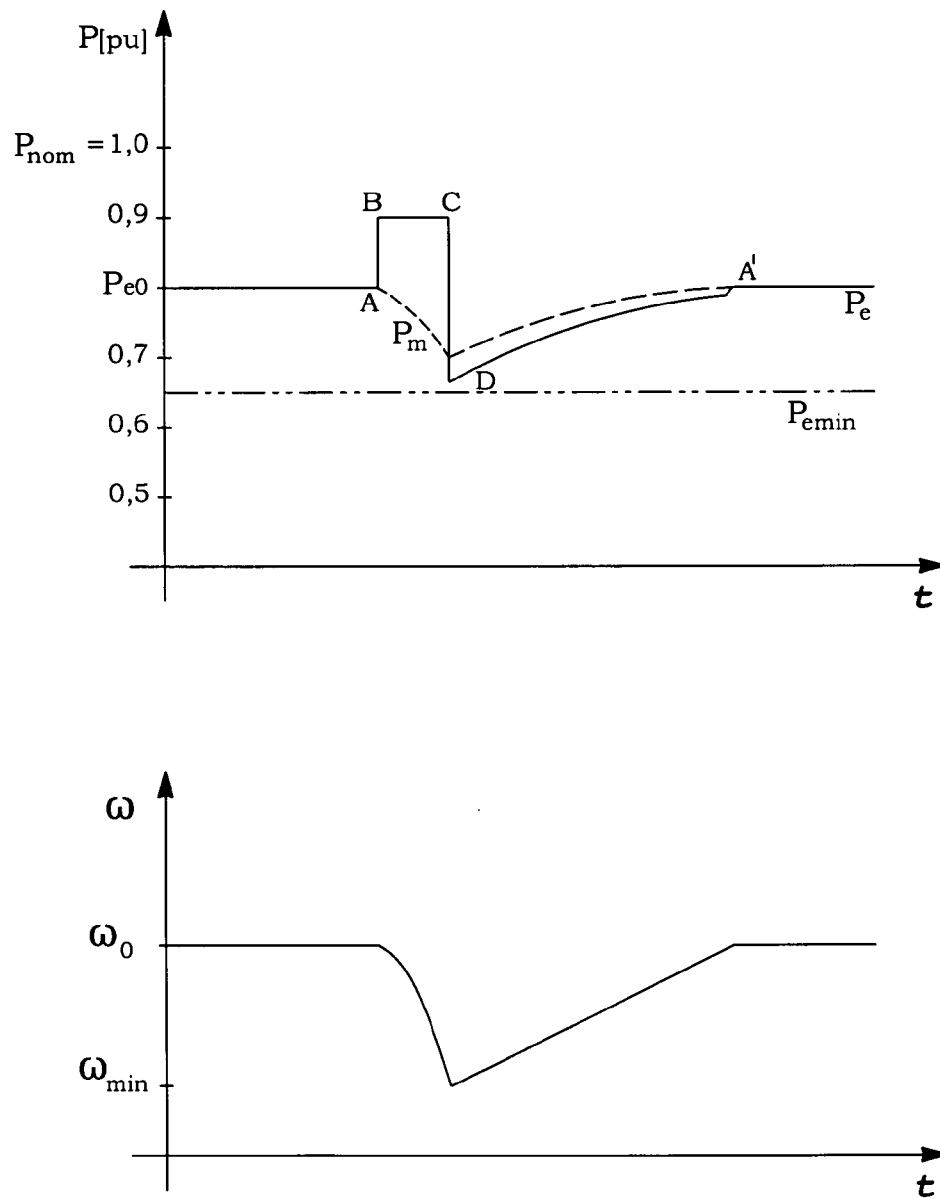 P[pu]
P_nom = 1,0
B
C
0,9
P_e0
A
A'
P_e
P_m
0,7
D
P_emin
0,6
0,5
t
ω
ω_0
ω_min
t